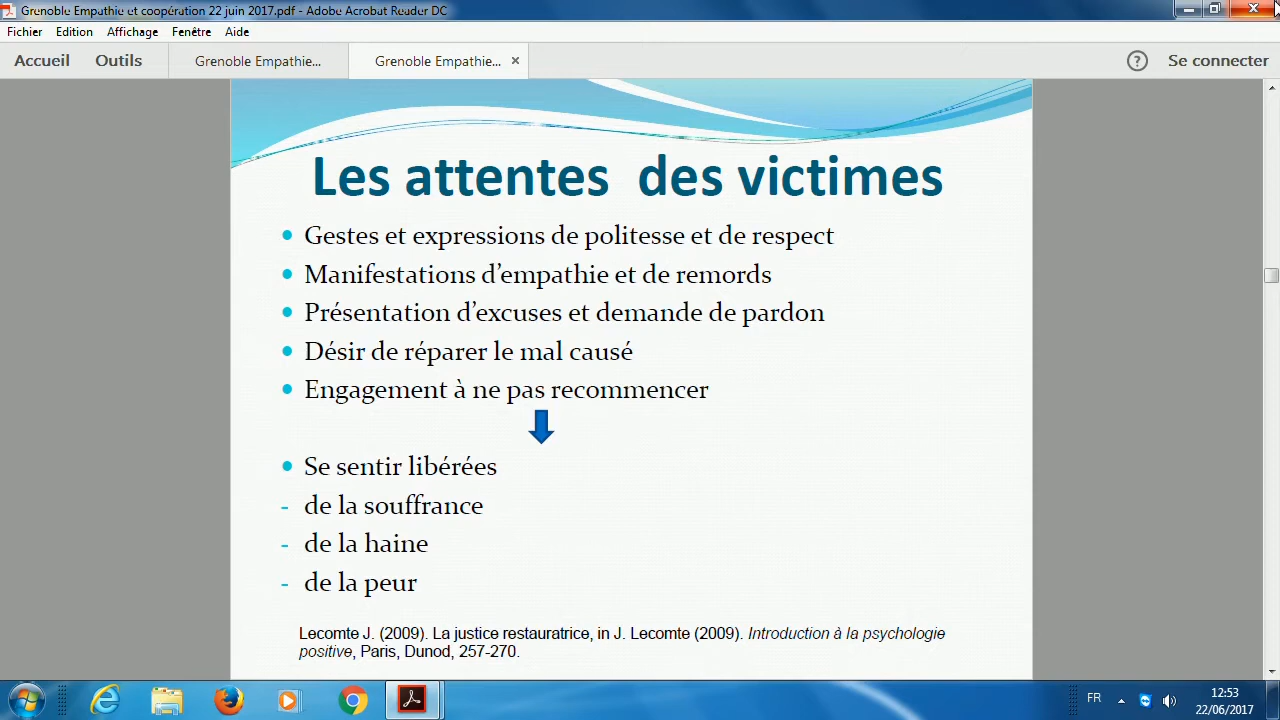 Grenoble Empathie et coopération 22 juin 2017.pdf - Adobe Acrobat Reader DC
Fichier Edition Affichage Fenêtre Aide
Accueil Outils Grenoble Empathie... Grenoble Empathie... × ? Se connecter
Les attentes des victimes
• Gestes et expressions de politesse et de respect
• Manifestations d’empathie et de remords
• Présentation d’excuses et demande de pardon
• Désir de réparer le mal causé
• Engagement à ne pas recommencer
• Se sentir libérées
- de la souffrance
- de la haine
- de la peur
Lecomte J. (2009). La justice restauratrice, in J. Lecomte (2009). Introduction à la psychologie
positive, Paris, Dunod, 257-270.
FR 12:53
22/06/2017